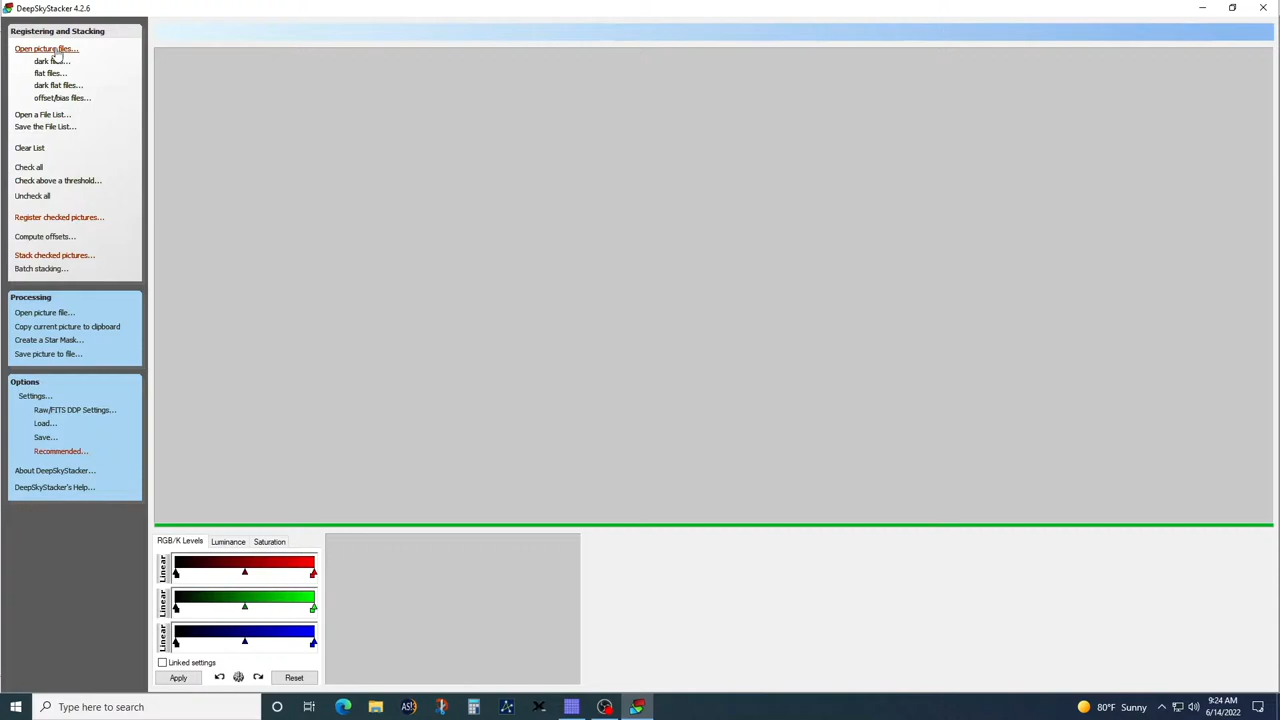 DeepSkyStacker 4.2.6
Registering and Stacking
Open picture files...
dark files...
flat files...
dark flat files...
offset/bias files...
Open a File List...
Save the File List...
Clear List
Check all
Check above a threshold...
Uncheck all
Register checked pictures...
Compute offsets...
Stack checked pictures...
Batch stacking...
Processing
Open picture file...
Copy current picture to clipboard
Create a Star Mask...
Save picture to file...
Options
Settings...
Raw/FITS DDP Settings...
Load...
Save...
Recommended...
About DeepSkyStacker...
DeepSkyStacker's Help...
RGB/K Levels Luminance Saturation
Linear
Linear
Linear
Linked settings
Apply Reset
Type here to search
80°F Sunny
9:24 AM
6/14/2022